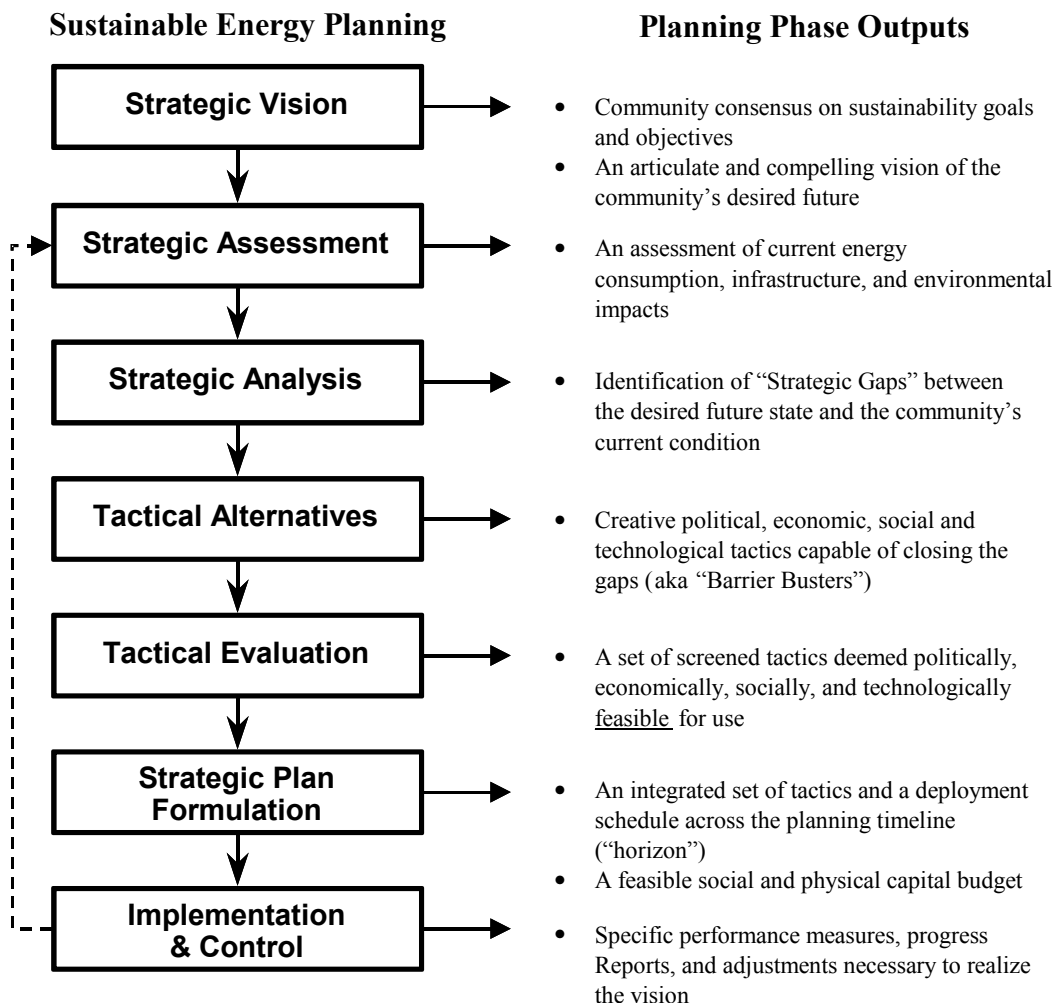 Sustainable Energy Planning
Planning Phase Outputs
Strategic Vision
• Community consensus on sustainability goals
and objectives
• An articulate and compelling vision of the
community's desired future
Strategic Assessment
• An assessment of current energy
consumption, infrastructure, and environmental
impacts
Strategic Analysis
• Identification of “Strategic Gaps” between
the desired future state and the community's
current condition
Tactical Alternatives
• Creative political, economic, social and
technological tactics capable of closing the
gaps (aka “Barrier Busters”)
Tactical Evaluation
• A set of screened tactics deemed politically,
economically, socially, and technologically
feasible for use
Strategic Plan
Formulation
• An integrated set of tactics and a deployment
schedule across the planning timeline
(“horizon”)
• A feasible social and physical capital budget
Implementation
& Control
• Specific performance measures, progress
Reports, and adjustments necessary to realize
the vision